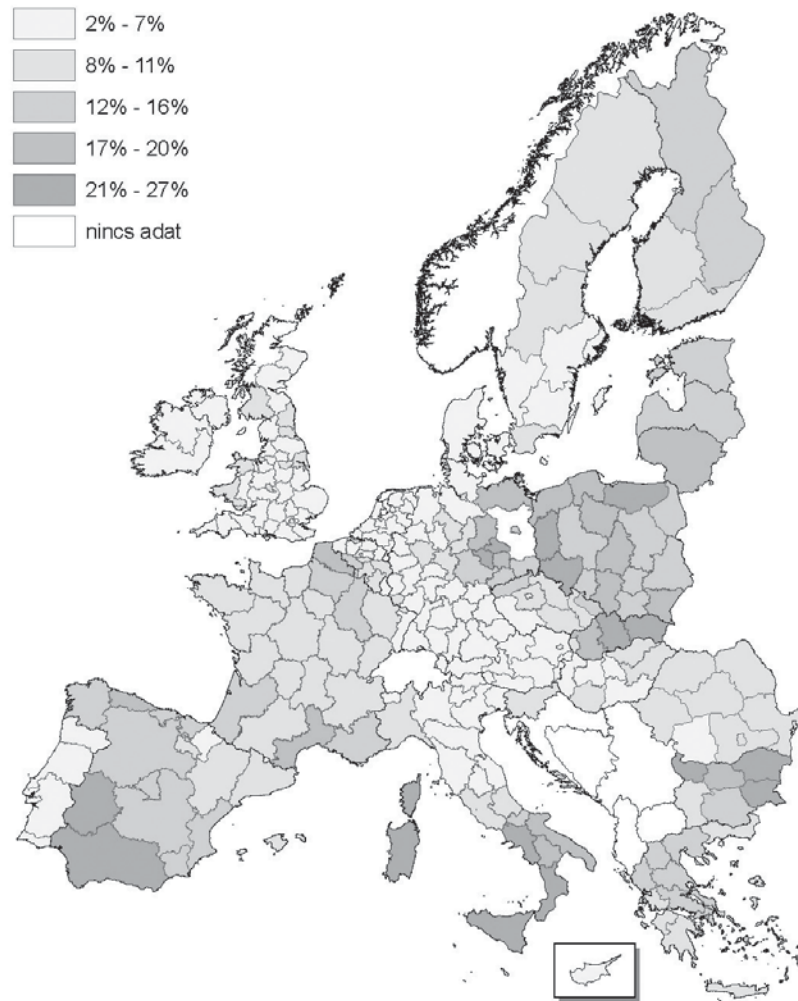 2% - 7%
8% - 11%
12% - 16%
17% - 20%
21% - 27%
nincs adat